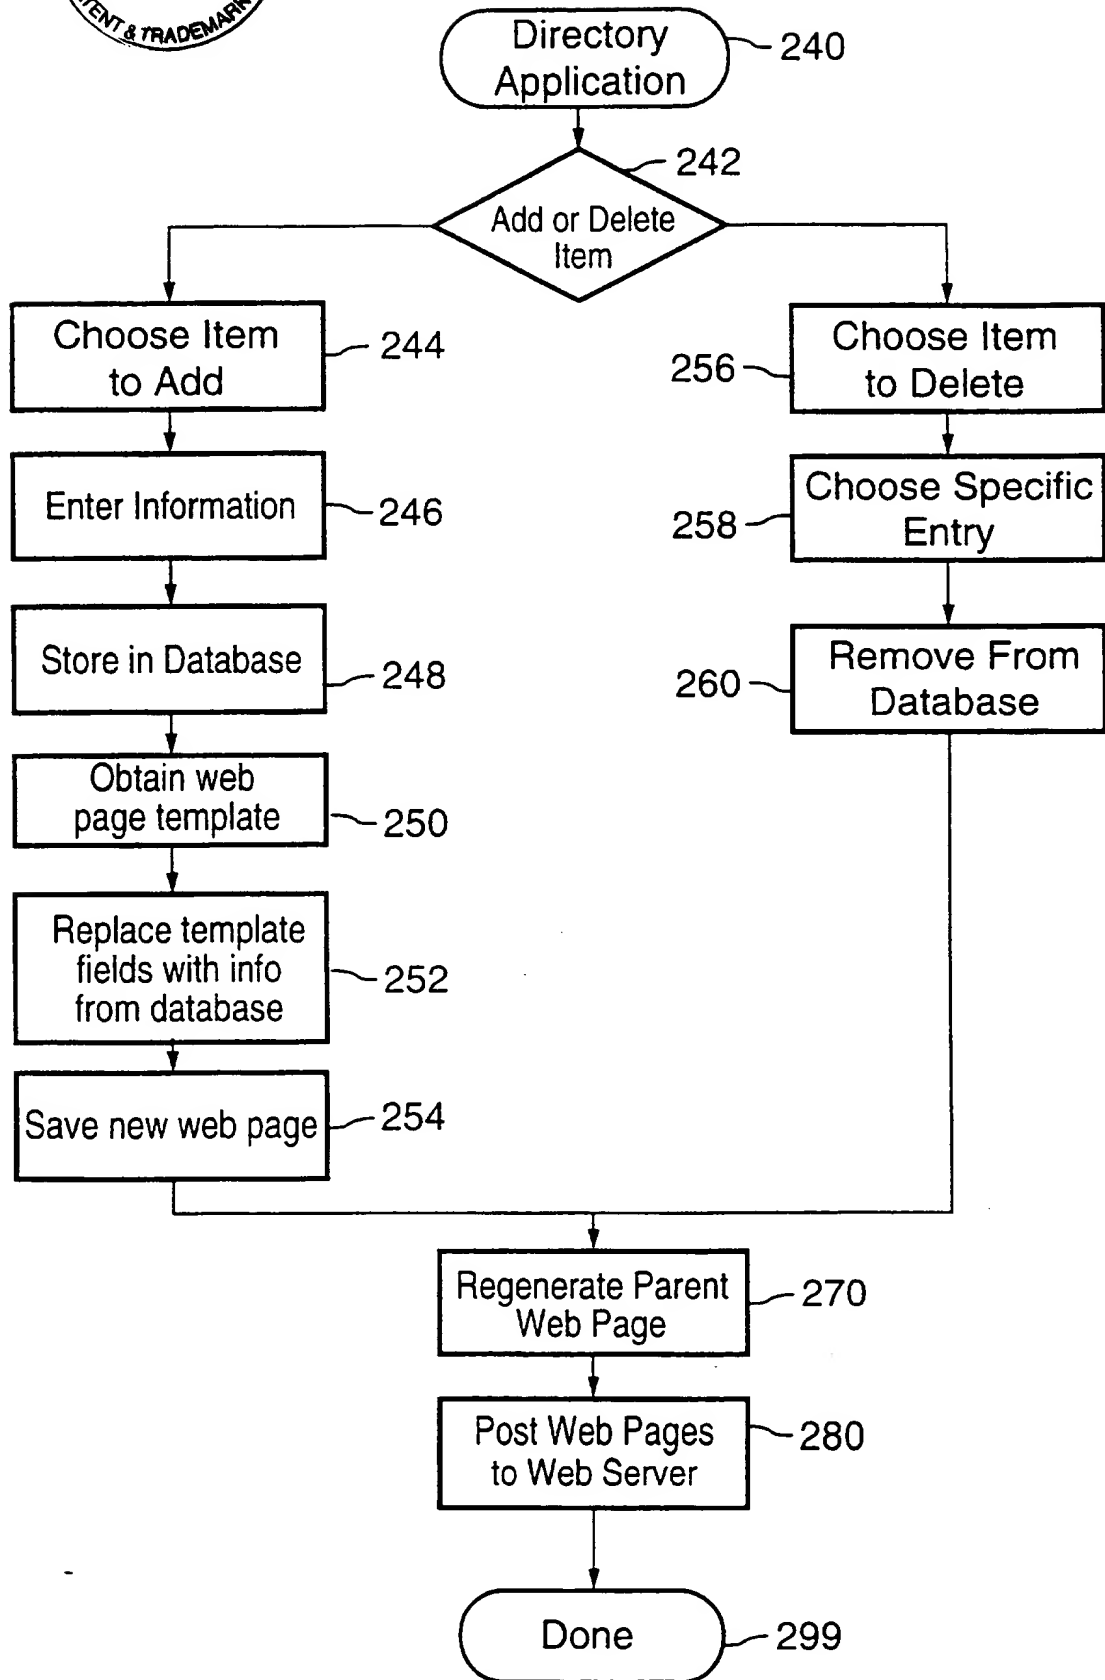 TENT & TRADEMARK
Directory
Application
240
242
Add or Delete
Item
Choose Item
to Add
244
Enter Information
246
Store in Database
248
Obtain web
page template
250
Replace template
fields with info
from database
252
Save new web page
254
256
Choose Item
to Delete
258
Choose Specific
Entry
260
Remove From
Database
Regenerate Parent
Web Page
270
Post Web Pages
to Web Server
280
Done
299